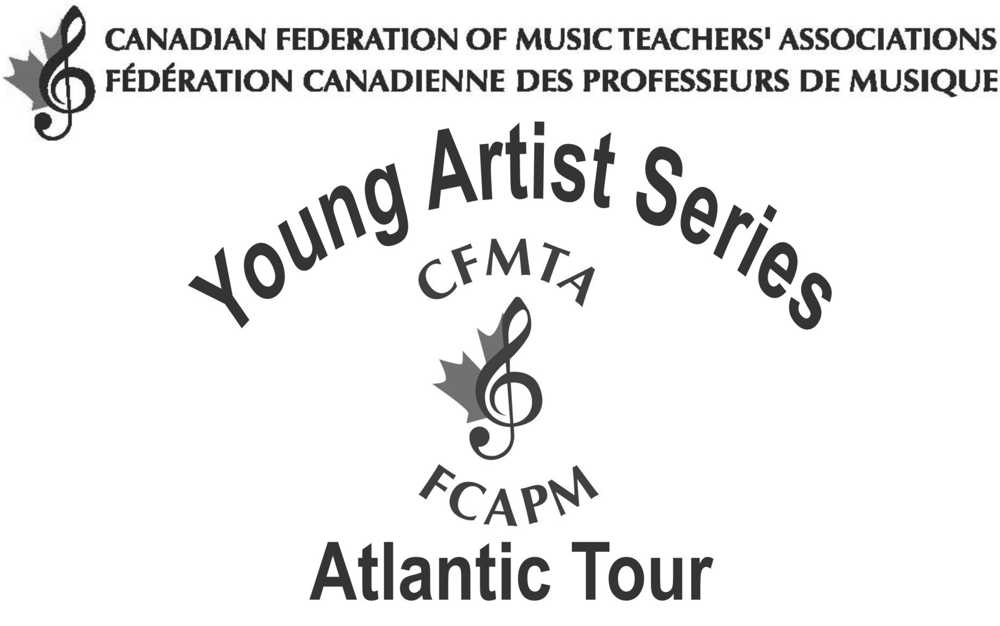 CANADIAN FEDERATION OF MUSIC TEACHERS' ASSOCIATIONS
FÉDÉRATION CANADIENNE DES PROFESSEURS DE MUSIQUE
Young Artist Series
CFMTA
FCAPM
Atlantic Tour